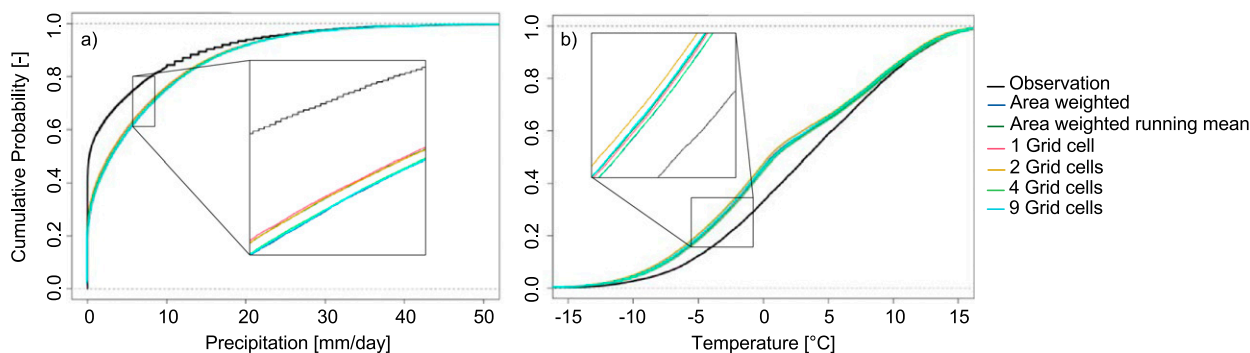 a)
Cumulative Probability [-]
0.0 0.2 0.4 0.6 0.8 1.0
0 10 20 30 40 50
Precipitation [mm/day]
b)
0.0 0.2 0.4 0.6 0.8 1.0
-15 -10 -5 0 5 10 15
Temperature [°C]
Observation
Area weighted
Area weighted running mean
1 Grid cell
2 Grid cells
4 Grid cells
9 Grid cells